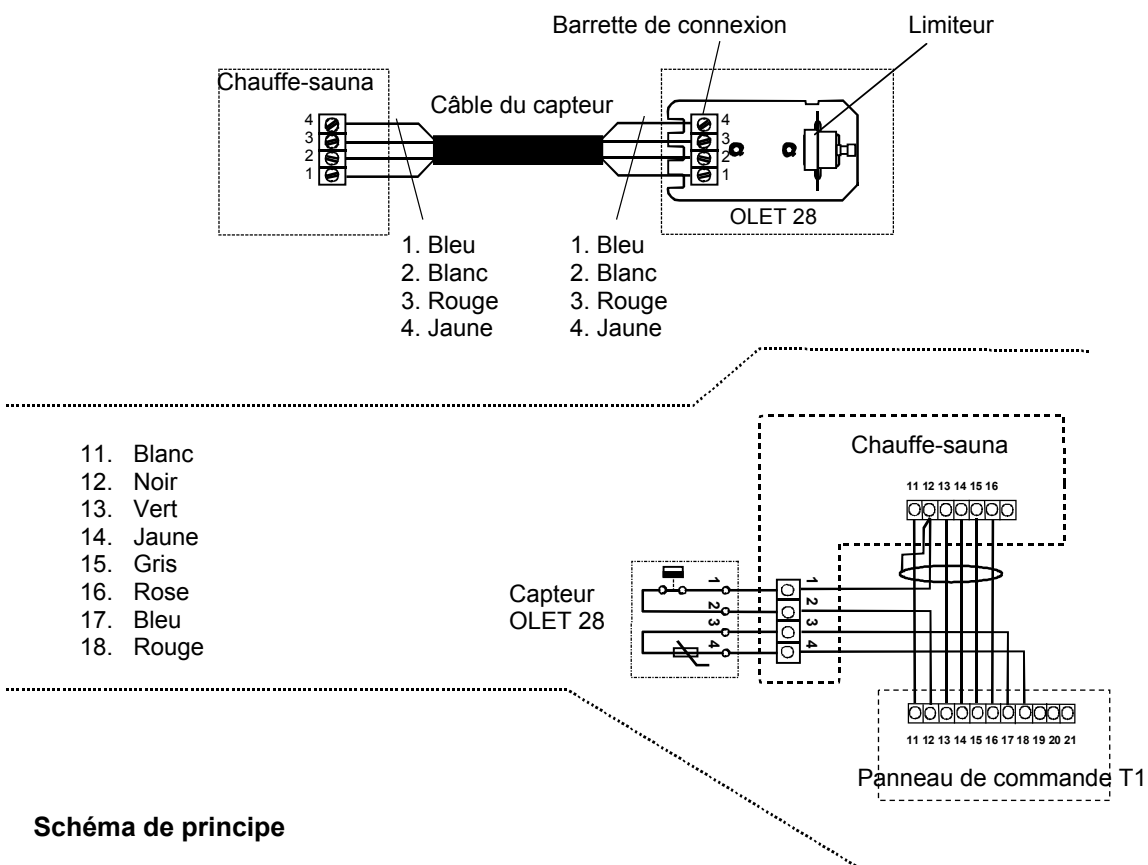 Barrette de connexion Limiteur
Chauffe-sauna
Câble du capteur
4 4
3 3
2 2
1 1
OLET 28
1. Bleu 1. Bleu
2. Blanc 2. Blanc
3. Rouge 3. Rouge
4. Jaune 4. Jaune
11. Blanc
12. Noir
13. Vert
14. Jaune
15. Gris
16. Rose
17. Bleu
18. Rouge
Chauffe-sauna
11 12 13 14 15 16
Capteur
OLET 28
1 1
2 2
3 3
4 4
11 12 13 14 15 16 17 18 19 20 21
Panneau de commande T1
Schéma de principe